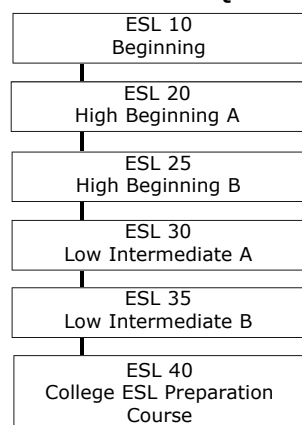 ESL 10
Beginning
ESL 20
High Beginning A
ESL 25
High Beginning B
ESL 30
Low Intermediate A
ESL 35
Low Intermediate B
ESL 40
College ESL Preparation
Course